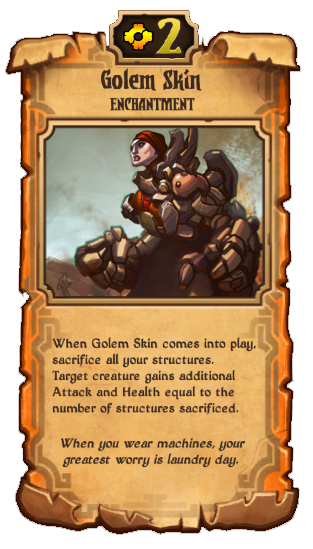 2
Golem Skin
ENCHANTMENT
When Golem Skin comes into play,
sacrifice all your structures.
Target creature gains additional
Attack and Health equal to the
number of structures sacrificed.
When you wear machines, your
greatest worry is laundry day.